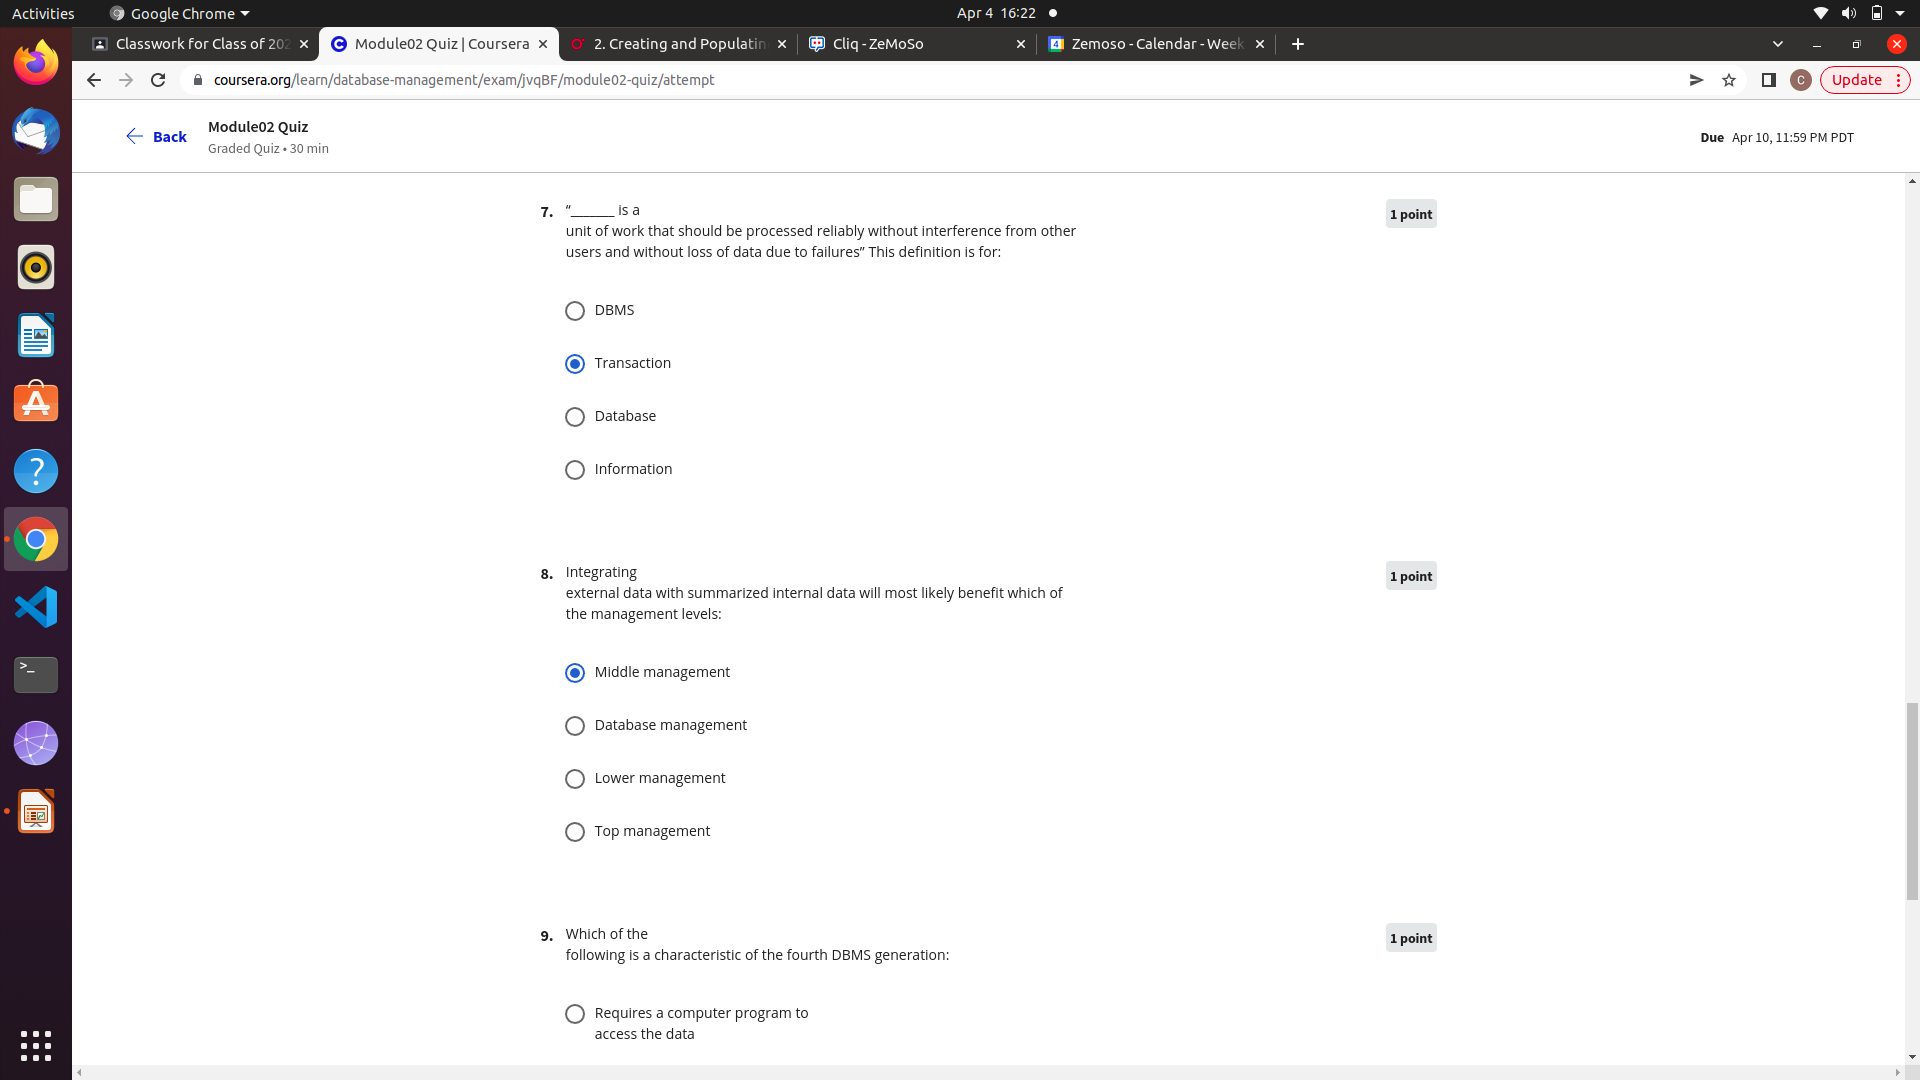 Activities
Google Chrome
Apr 4 16:22
Classwork for Class of 202
Module02 Quiz | Coursera
2. Creating and Populatin
Cliq - ZeMoSo
4
Zemoso - Calendar - Week
coursera.org/learn/database-management/exam/jvqBF/module02-quiz/attempt
C
Update
Back
Module02 Quiz
Graded Quiz • 30 min
Due Apr 10, 11:59 PM PDT
7. “_______ is a
unit of work that should be processed reliably without interference from other
users and without loss of data due to failures” This definition is for:
1 point
DBMS
Transaction
Database
Information
8. Integrating
external data with summarized internal data will most likely benefit which of
the management levels:
1 point
Middle management
Database management
Lower management
Top management
9. Which of the
following is a characteristic of the fourth DBMS generation:
1 point
Requires a computer program to
access the data